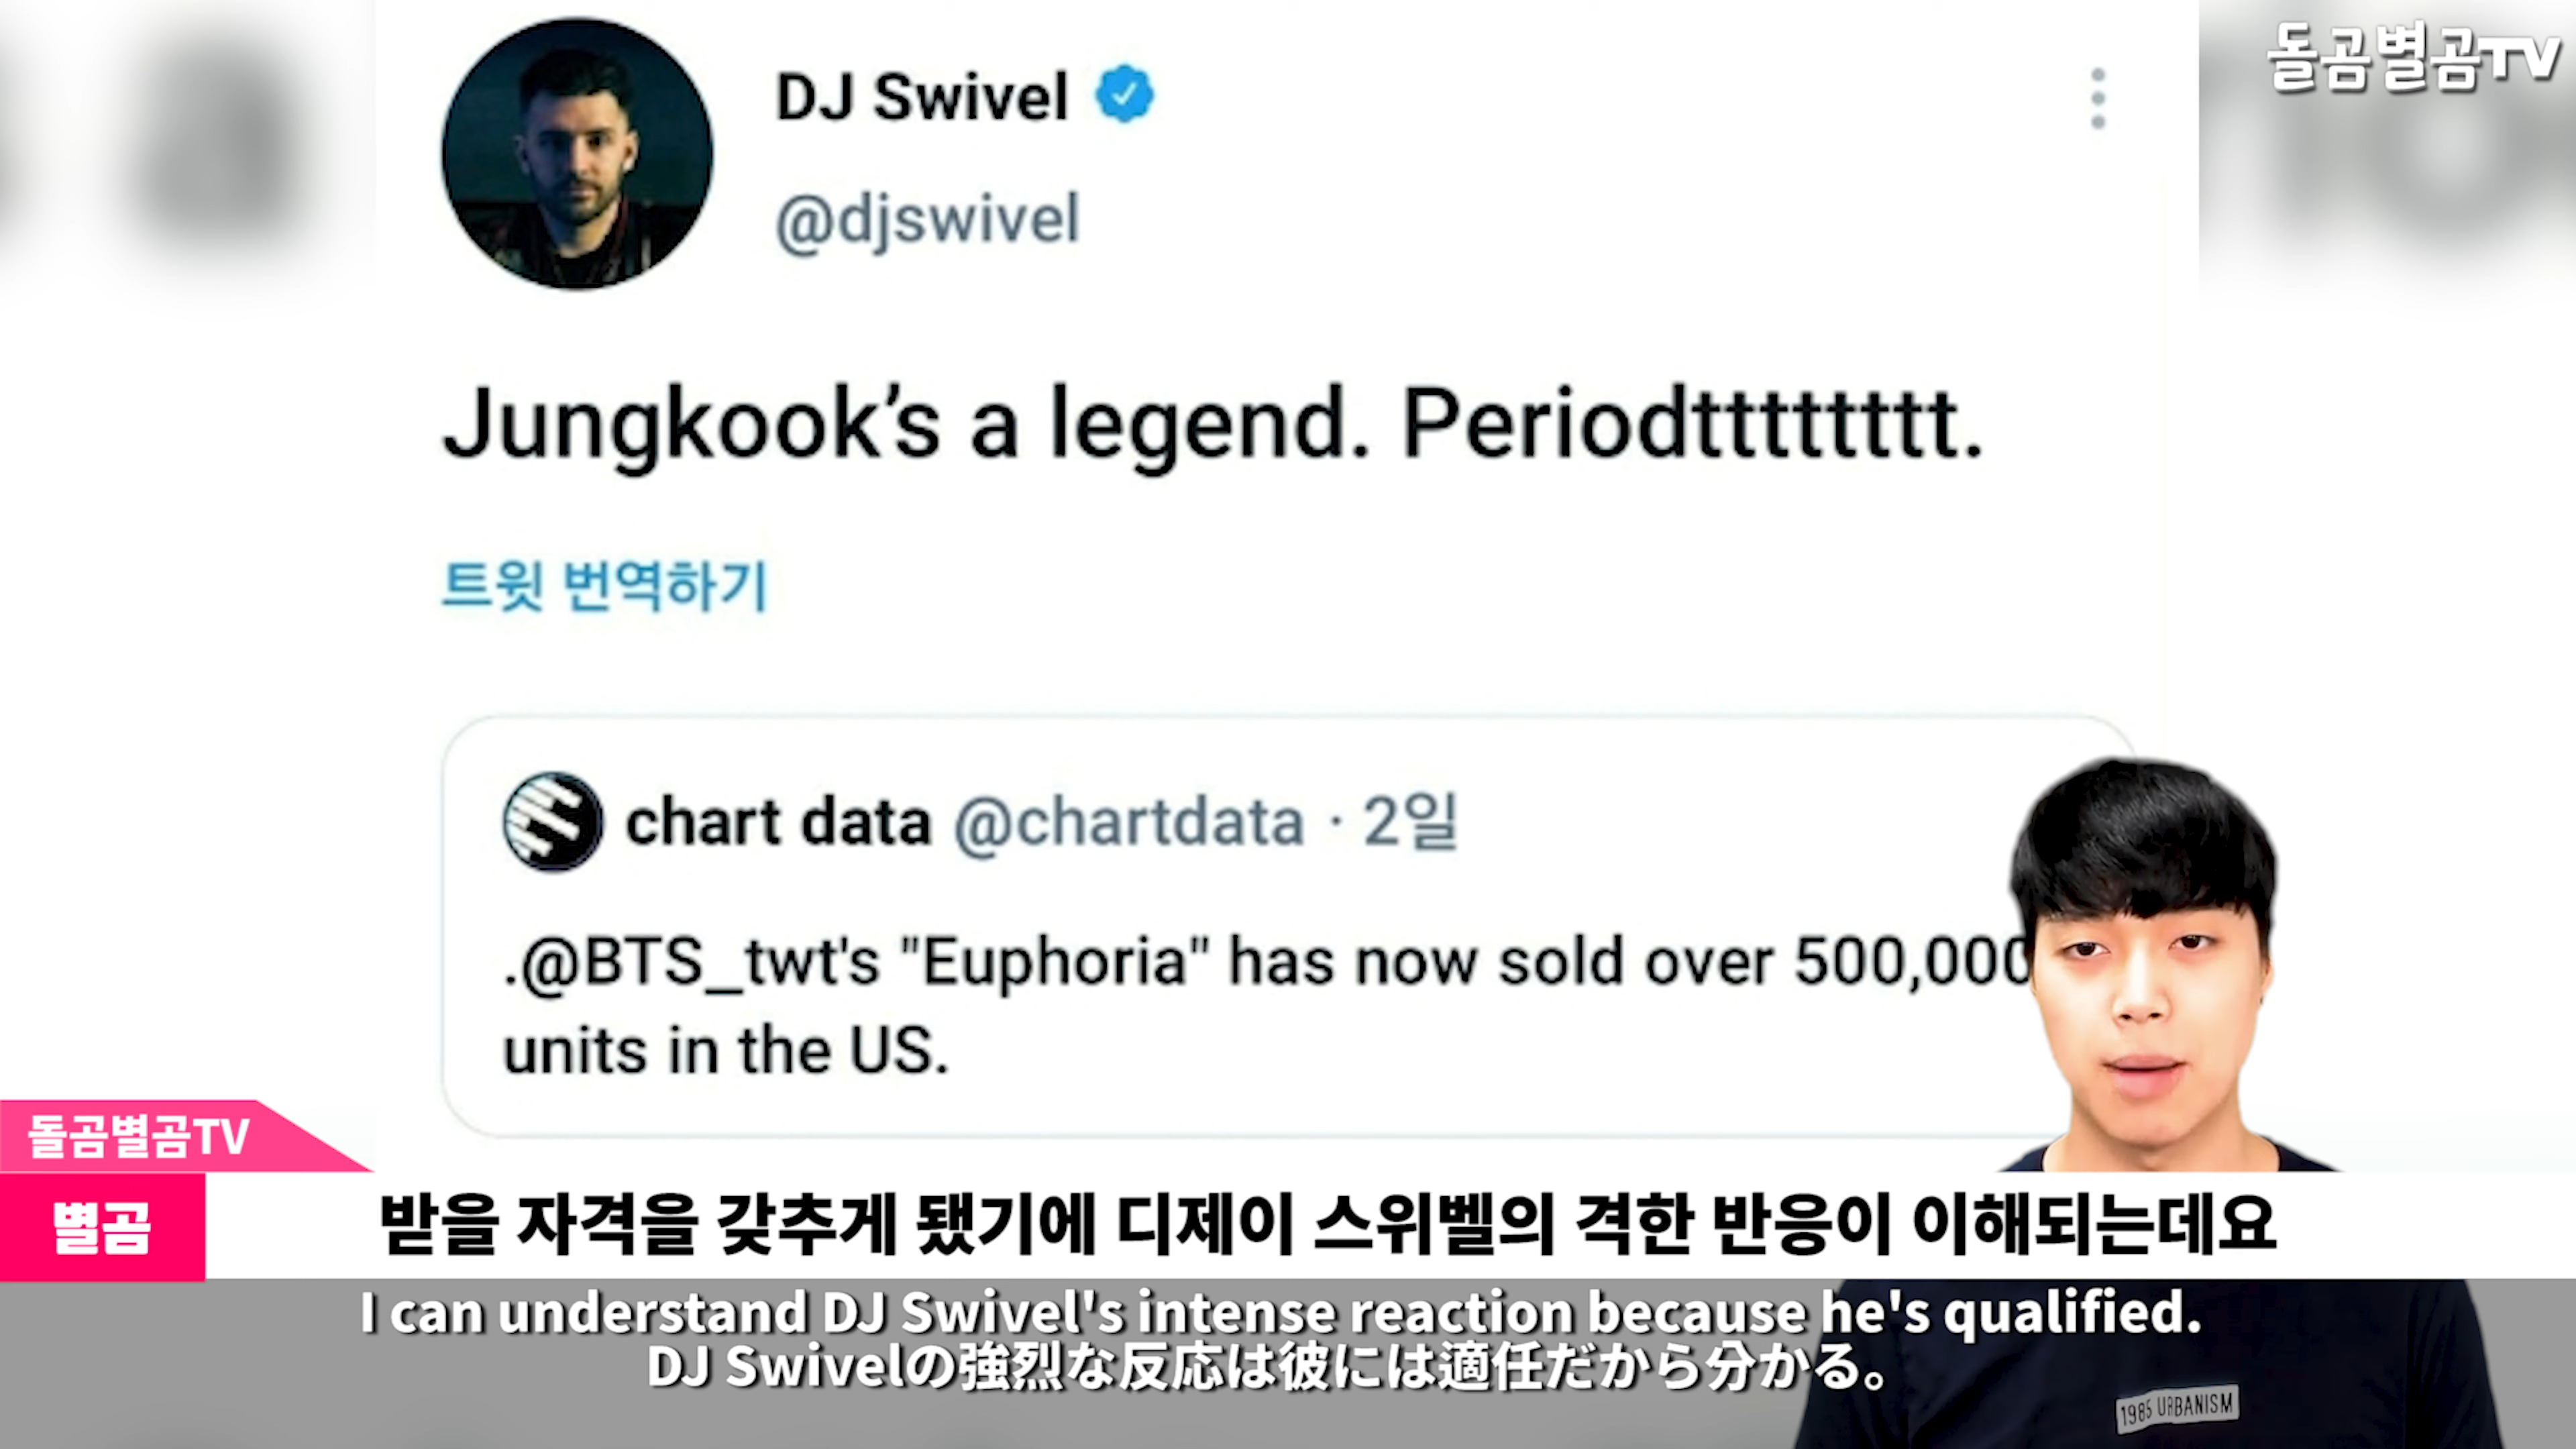 돌곰별곰TV
DJ Swivel
@djswivel
Jungkook’s a legend. Periodtttttttt.
트윗 번역하기
chart data @chartdata · 2일
.@BTS_twt's "Euphoria" has now sold over 500,000
units in the US.
돌곰별곰TV
별곰
받을 자격을 갖추게 됐기에 디제이 스위벨의 격한 반응이 이해되는데요
I can understand DJ Swivel's intense reaction because he's qualified.
DJ Swivelの強烈な反応は彼には適任だから分かる。
1985 URBANISM